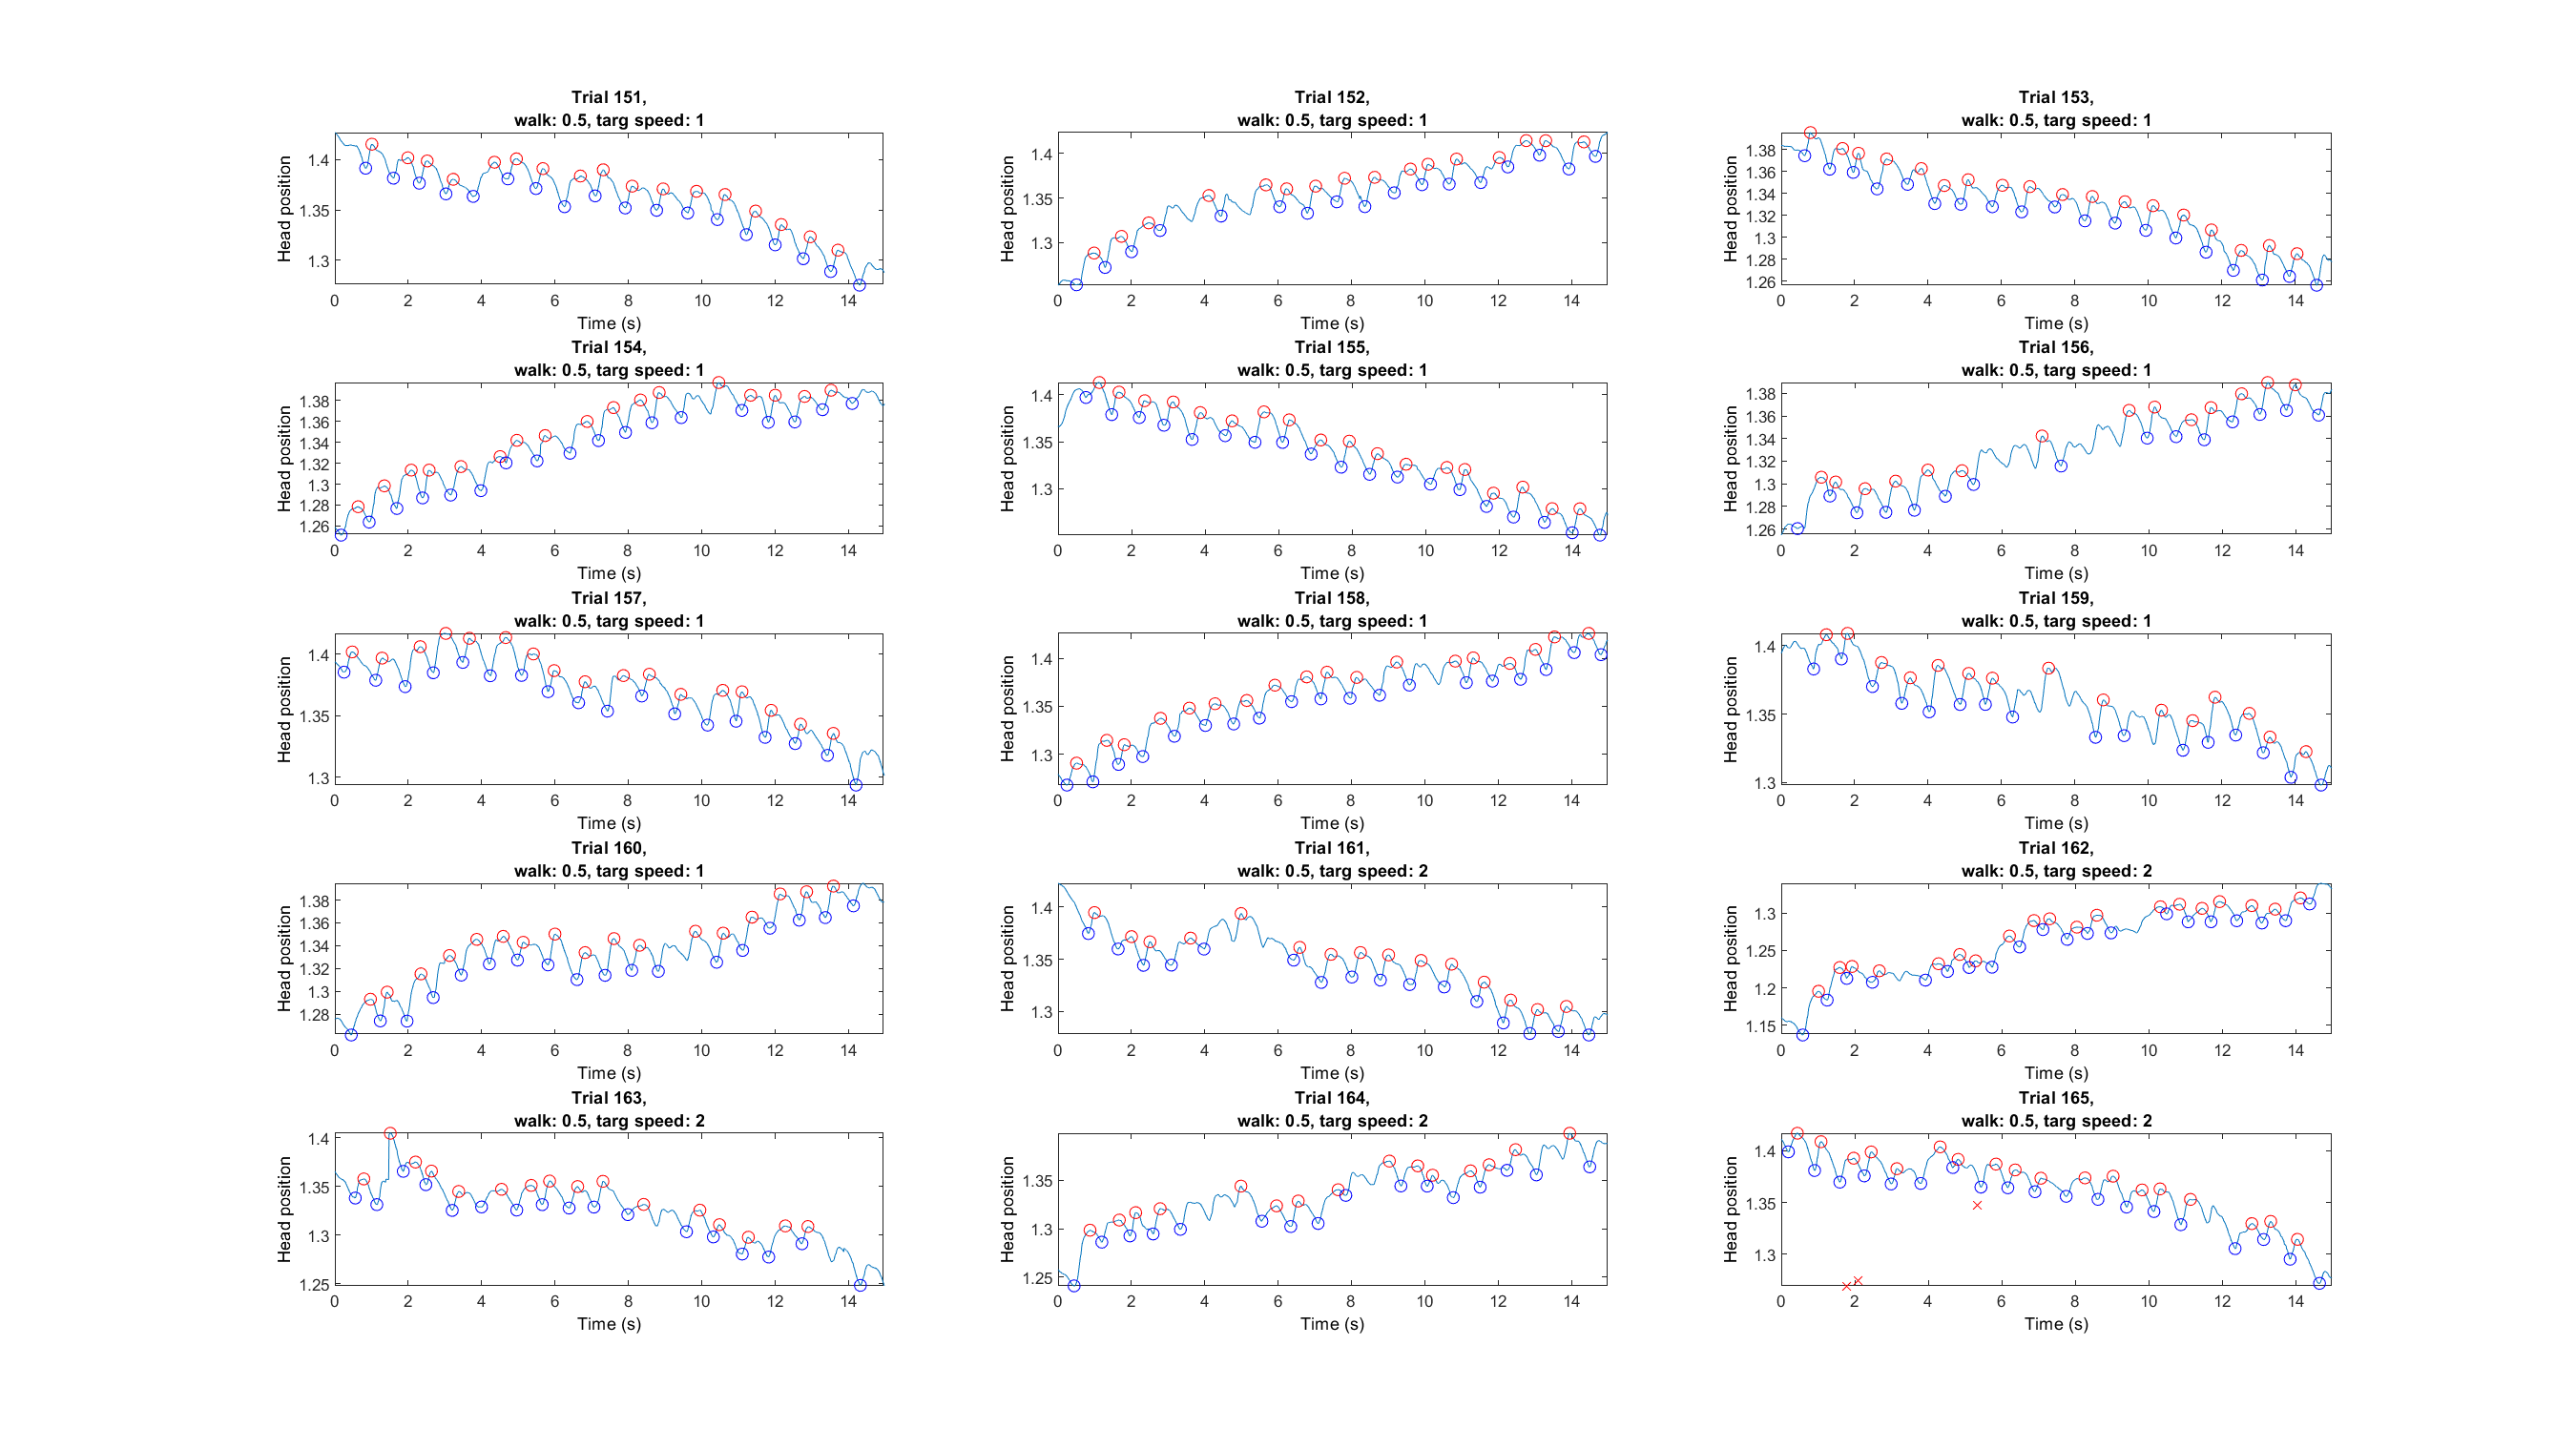 Trial 151,
walk: 0.5, targ speed: 1
1.4
1.35
1.3
Head position
0 2 4 6 8 10 12 14
Time (s)
Trial 152,
walk: 0.5, targ speed: 1
1.4
1.35
1.3
Head position
0 2 4 6 8 10 12 14
Time (s)
Trial 153,
walk: 0.5, targ speed: 1
1.38
1.36
1.34
1.32
1.3
1.28
1.26
Head position
0 2 4 6 8 10 12 14
Time (s)
Trial 154,
walk: 0.5, targ speed: 1
1.38
1.36
1.34
1.32
1.3
1.28
1.26
Head position
0 2 4 6 8 10 12 14
Time (s)
Trial 155,
walk: 0.5, targ speed: 1
1.4
1.35
1.3
Head position
0 2 4 6 8 10 12 14
Time (s)
Trial 156,
walk: 0.5, targ speed: 1
1.38
1.36
1.34
1.32
1.3
1.28
1.26
Head position
0 2 4 6 8 10 12 14
Time (s)
Trial 157,
walk: 0.5, targ speed: 1
1.4
1.35
1.3
Head position
0 2 4 6 8 10 12 14
Time (s)
Trial 158,
walk: 0.5, targ speed: 1
1.4
1.35
1.3
Head position
0 2 4 6 8 10 12 14
Time (s)
Trial 159,
walk: 0.5, targ speed: 1
1.4
1.35
1.3
Head position
0 2 4 6 8 10 12 14
Time (s)
Trial 160,
walk: 0.5, targ speed: 1
1.38
1.36
1.34
1.32
1.3
1.28
Head position
0 2 4 6 8 10 12 14
Time (s)
Trial 161,
walk: 0.5, targ speed: 2
1.4
1.35
1.3
Head position
0 2 4 6 8 10 12 14
Time (s)
Trial 162,
walk: 0.5, targ speed: 2
1.3
1.25
1.2
1.15
Head position
0 2 4 6 8 10 12 14
Time (s)
Trial 163,
walk: 0.5, targ speed: 2
1.4
1.35
1.3
1.25
Head position
0 2 4 6 8 10 12 14
Time (s)
Trial 164,
walk: 0.5, targ speed: 2
1.35
1.3
1.25
Head position
0 2 4 6 8 10 12 14
Time (s)
Trial 165,
walk: 0.5, targ speed: 2
1.4
1.35
1.3
Head position
0 2 4 6 8 10 12 14
Time (s)